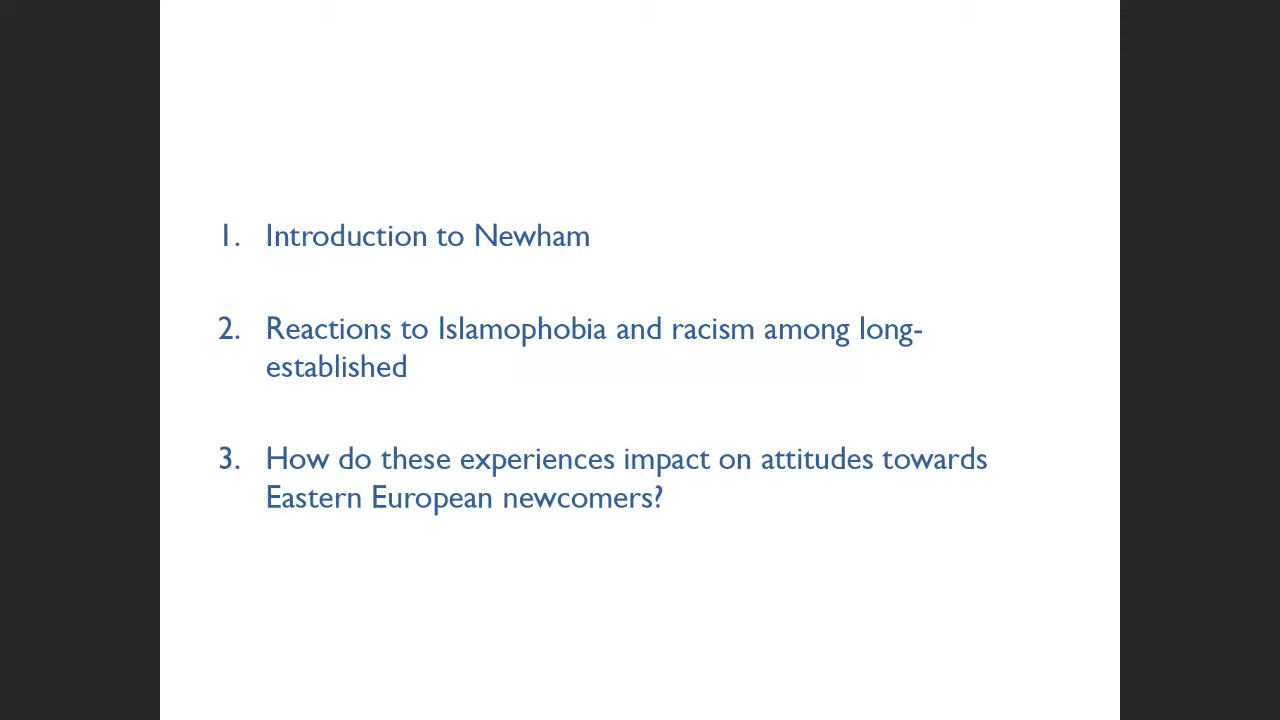 1. Introduction to Newham
2. Reactions to Islamophobia and racism among long-
established
3. How do these experiences impact on attitudes towards
Eastern European newcomers?